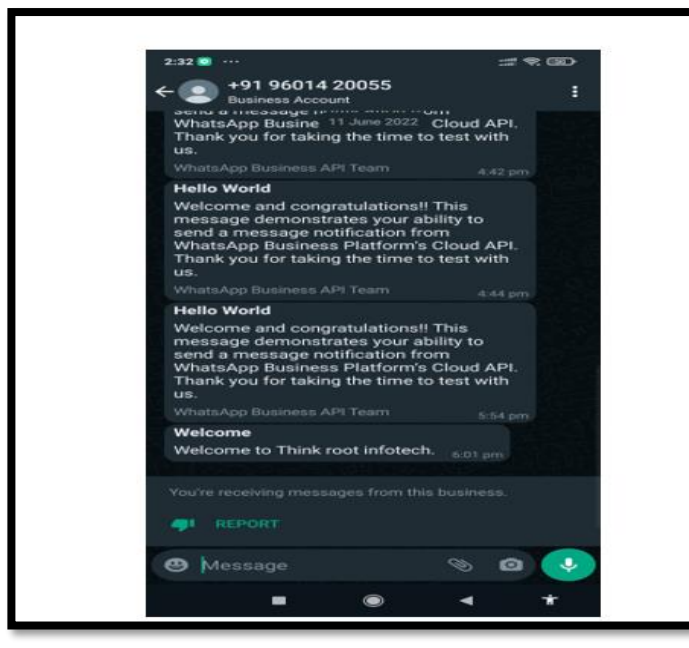 2:32
+91 96014 20055
Business Account
send a message
WhatsApp Busine 11 June 2022 Cloud API.
Thank you for taking the time to test with
us.
WhatsApp Business API Team 4:42 pm
Hello World
Welcome and congratulations!! This
message demonstrates your ability to
send a message notification from
WhatsApp Business Platform's Cloud API.
Thank you for taking the time to test with
us.
WhatsApp Business API Team 4:44 pm
Hello World
Welcome and congratulations!! This
message demonstrates your ability to
send a message notification from
WhatsApp Business Platform's Cloud API.
Thank you for taking the time to test with
us.
WhatsApp Business API Team 5:54 pm
Welcome
Welcome to Think root infotech. 6:01 pm
You're receiving messages from this business.
REPORT
Message